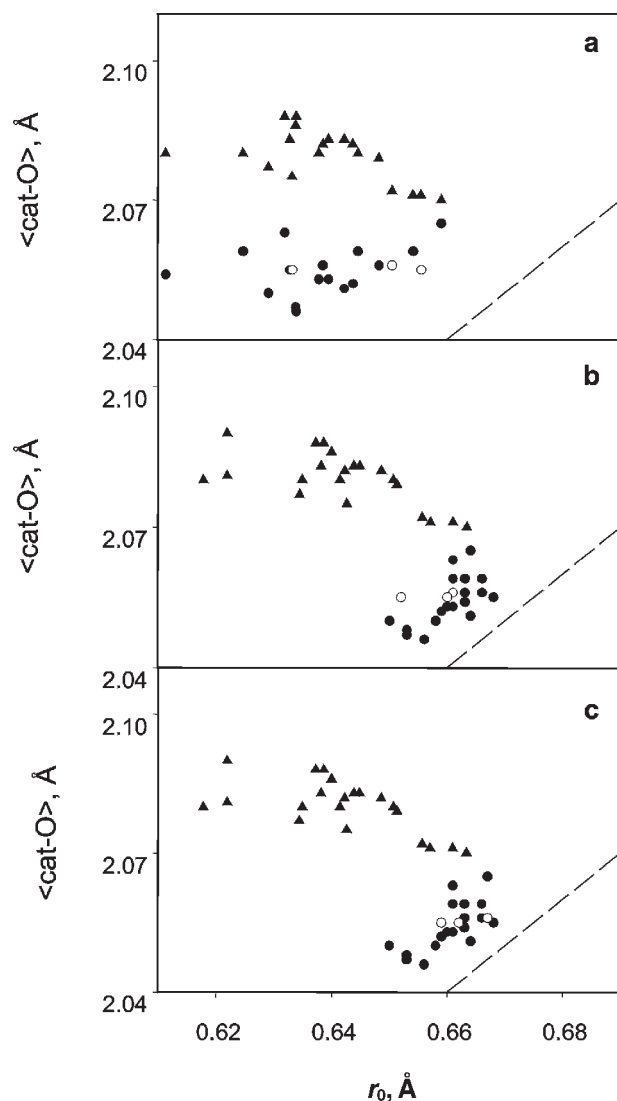 a
2.10
<cat-O>, Å
2.07
2.04
b
2.10
<cat-O>, Å
2.07
2.04
c
2.10
<cat-O>, Å
2.07
2.04
0.62 0.64 0.66 0.68
r₀, Å